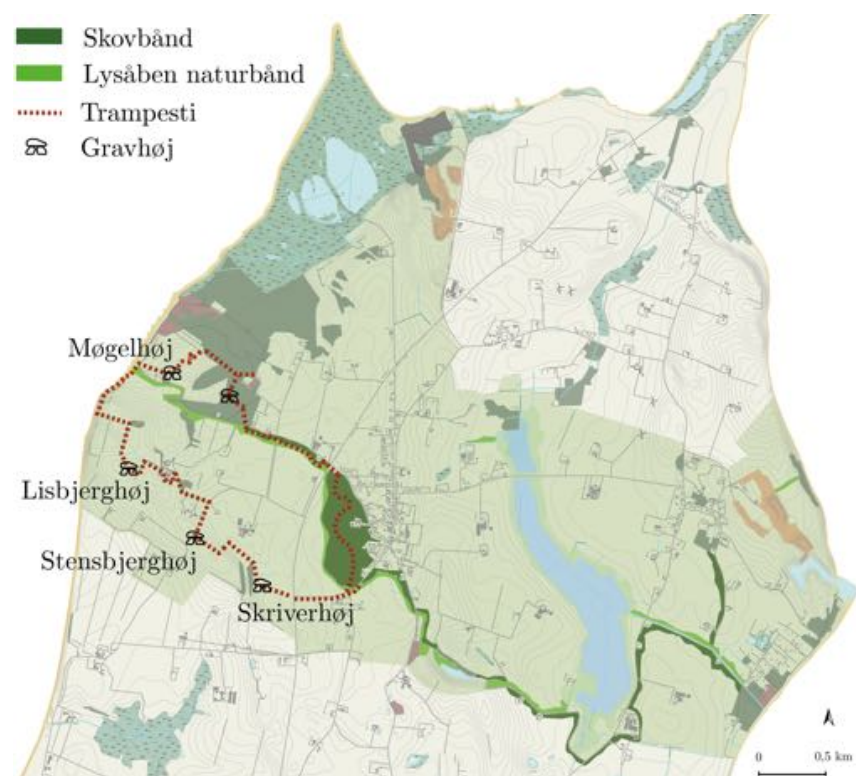 Skovbånd
Lysåben naturbånd
Trampesti
Gravhøj
Møgelhøj
Lisbjerghøj
Stensbjerghøj
Skriverhøj
0 0,5 km